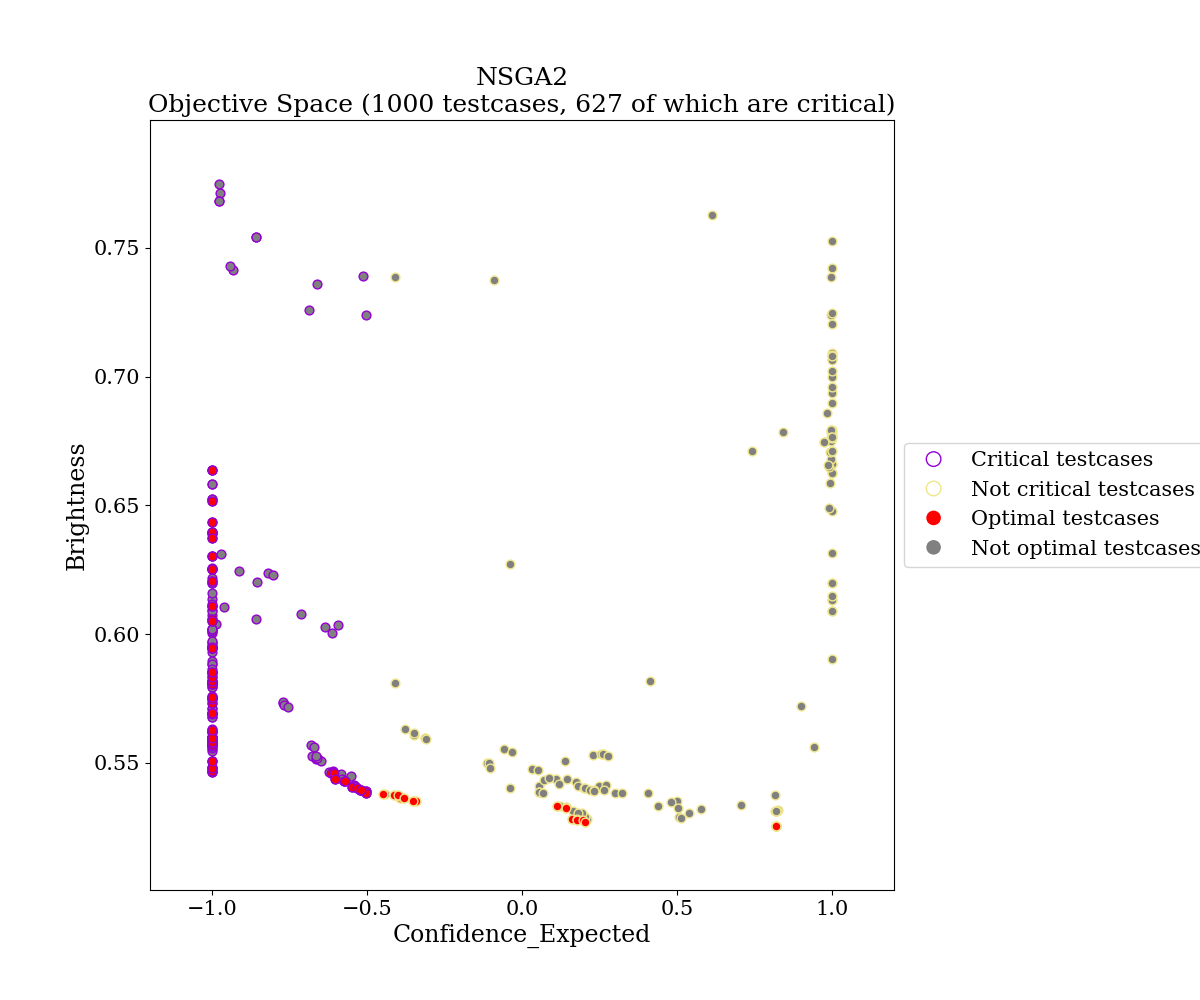 NSGA2
Objective Space (1000 testcases, 627 of which are critical)
0.75
0.70
0.65
0.60
0.55
Brightness
−1.0
−0.5
0.0
0.5
1.0
Confidence_Expected
Critical testcases
Not critical testcases
Optimal testcases
Not optimal testcases